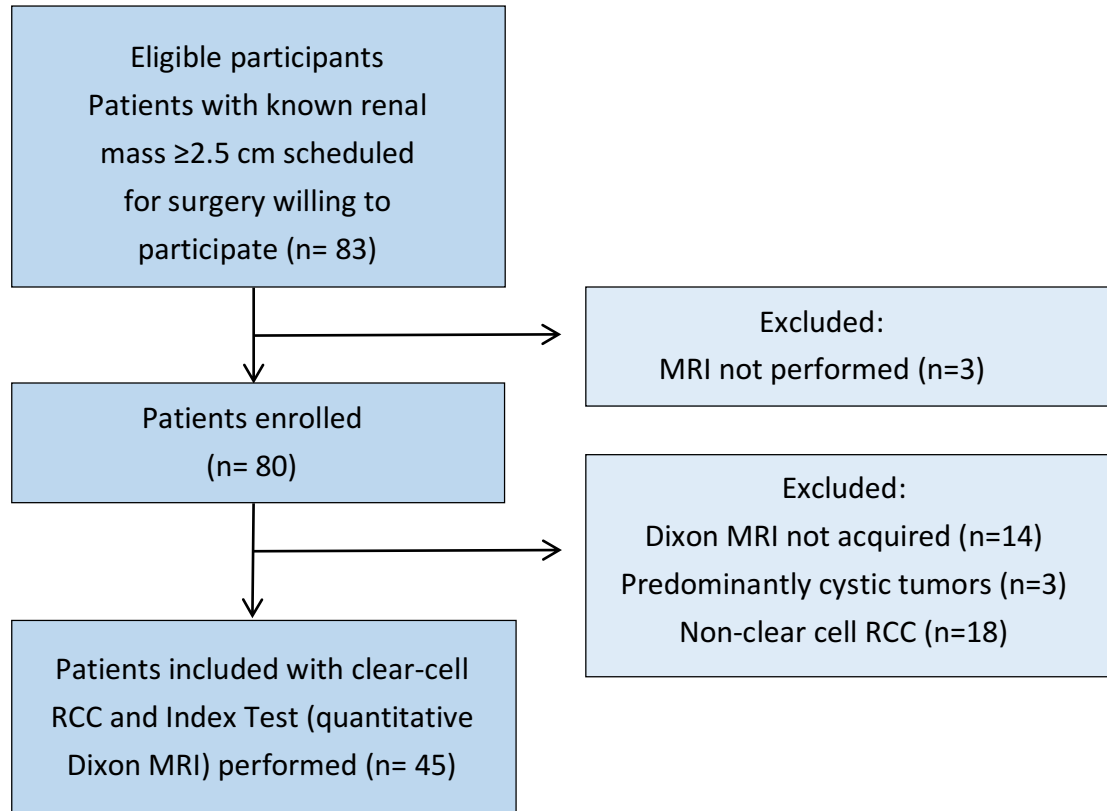 Eligible participants
Patients with known renal
mass ≥2.5 cm scheduled
for surgery willing to
participate (n= 83)
Excluded:
MRI not performed (n=3)
Patients enrolled
(n= 80)
Excluded:
Dixon MRI not acquired (n=14)
Predominantly cystic tumors (n=3)
Non-clear cell RCC (n=18)
Patients included with clear-cell
RCC and Index Test (quantitative
Dixon MRI) performed (n= 45)